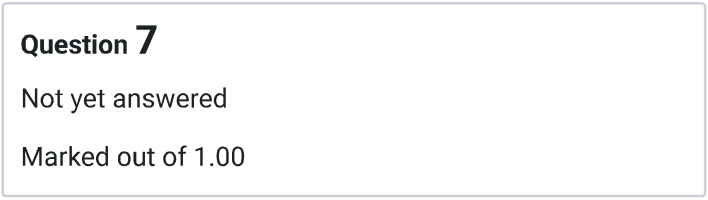 Question 7
Not yet answered
Marked out of 1.00